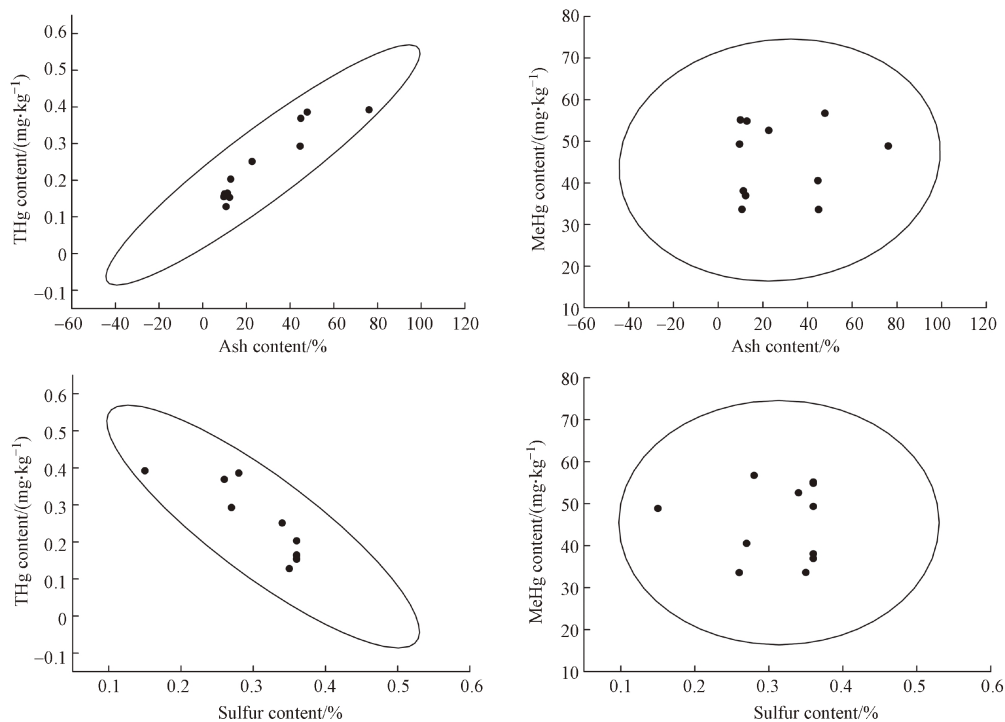 0.6
0.5
0.4
0.3
0.2
0.1
0
−0.1
THg content/(mg·kg⁻¹)
−60 −40 −20 0 20 40 60 80 100 120
Ash content/%
80
70
60
50
40
30
20
10
MeHg content/(mg·kg⁻¹)
−60 −40 −20 0 20 40 60 80 100 120
Ash content/%
0.6
0.5
0.4
0.3
0.2
0.1
0
−0.1
THg content/(mg·kg⁻¹)
0.1 0.2 0.3 0.4 0.5 0.6
Sulfur content/%
80
70
60
50
40
30
20
10
MeHg content/(mg·kg⁻¹)
0.1 0.2 0.3 0.4 0.5 0.6
Sulfur content/%